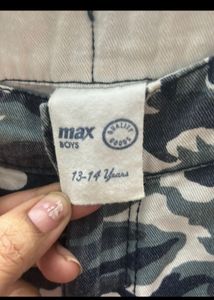 max
BOYS
QUALITY
GOODS
13-14 Years